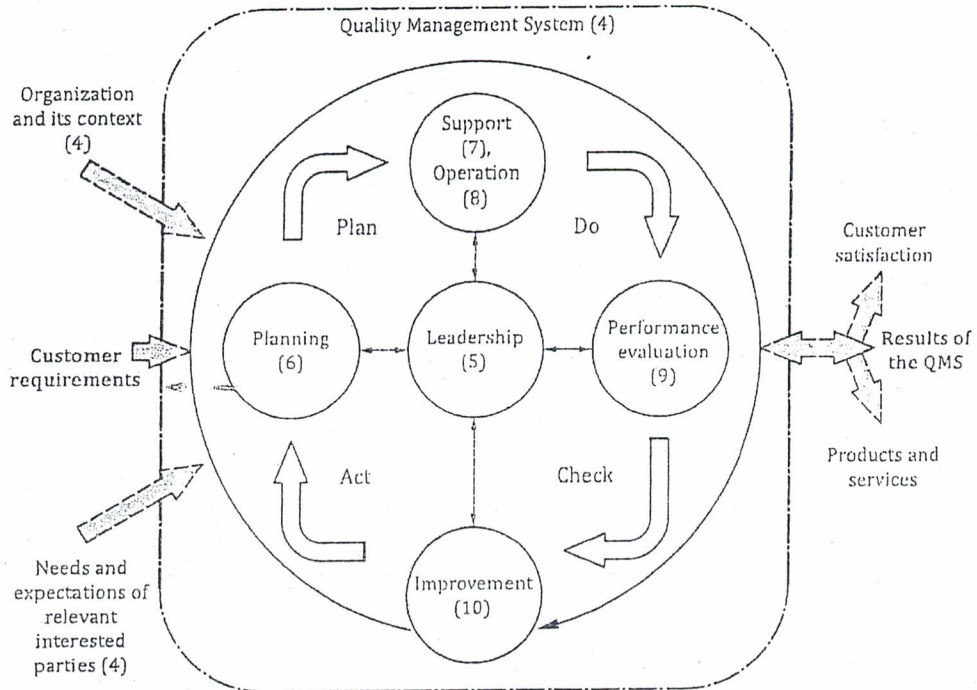 Quality Management System (4)
Organization
and its context
(4)
Support
(7),
Operation
(8)
Plan
Do
Customer
satisfaction
Planning
(6)
Leadership
(5)
Performance
evaluation
(9)
Customer
requirements
Results of
the QMS
Act
Check
Products and
services
Needs and
expectations of
relevant
interested
parties (4)
Improvement
(10)